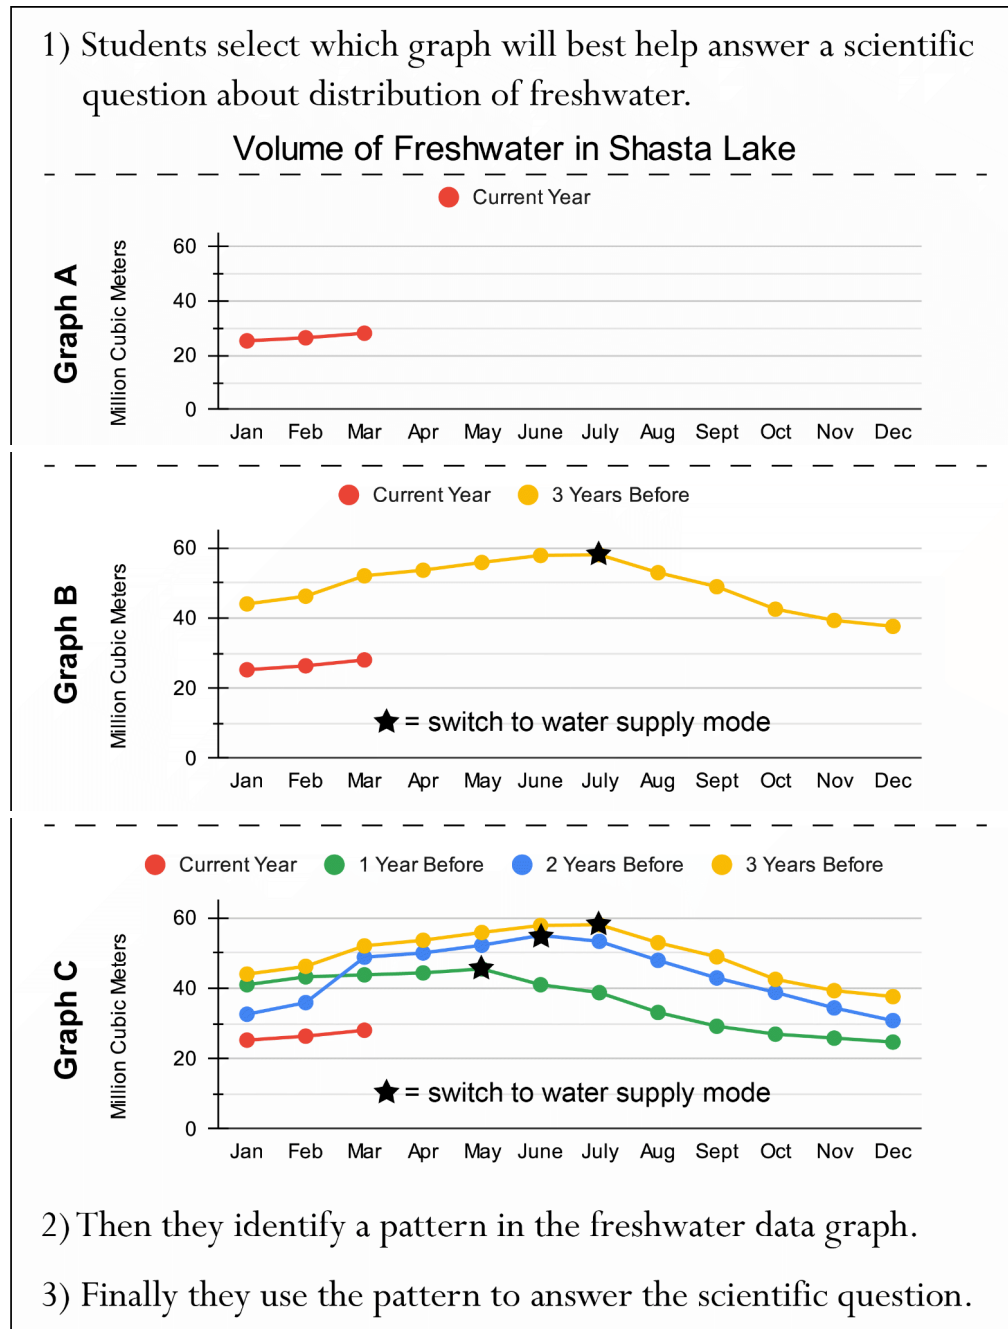 1) Students select which graph will best help answer a scientific
question about distribution of freshwater.
Volume of Freshwater in Shasta Lake
Current Year
Graph A
Million Cubic Meters
60
40
20
0
Jan Feb Mar Apr May June July Aug Sept Oct Nov Dec
Current Year 3 Years Before
Graph B
Million Cubic Meters
60
40
20
0
= switch to water supply mode
Jan Feb Mar Apr May June July Aug Sept Oct Nov Dec
Current Year 1 Year Before 2 Years Before 3 Years Before
Graph C
Million Cubic Meters
60
40
20
0
= switch to water supply mode
Jan Feb Mar Apr May June July Aug Sept Oct Nov Dec
2) Then they identify a pattern in the freshwater data graph.
3) Finally they use the pattern to answer the scientific question.